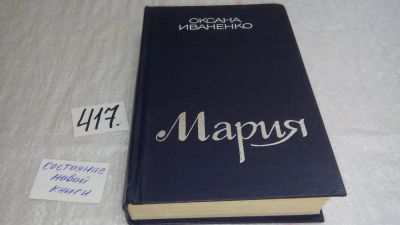 ОКСАНА
ИВАНЕНКО
Мария
417.
Состояние
новой
книги